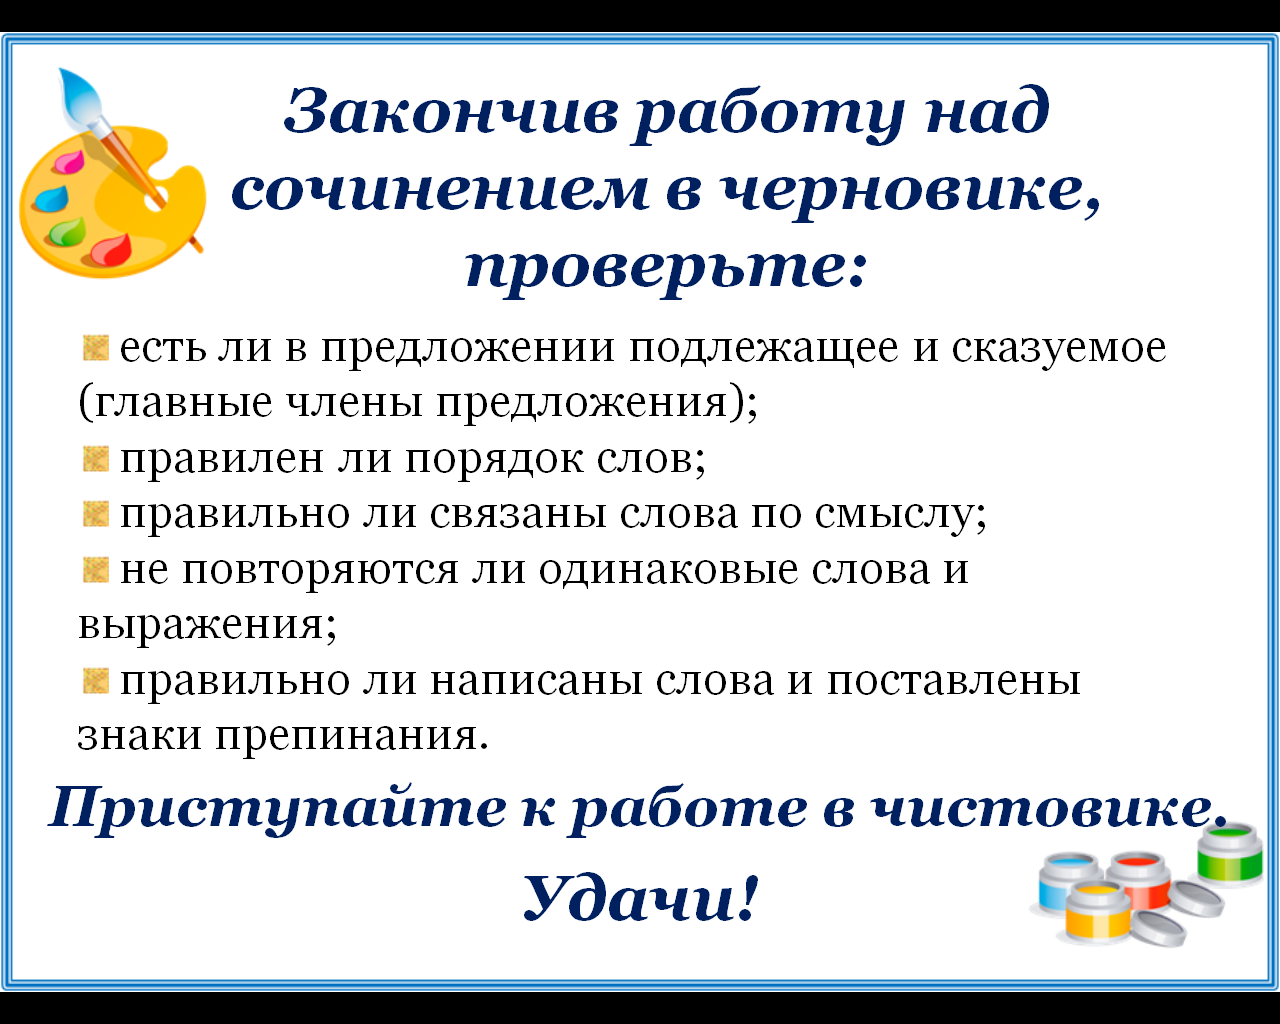 Закончив работу над
сочинением в черновике,
проверьте:
есть ли в предложении подлежащее и сказуемое
(главные члены предложения);
правилен ли порядок слов;
правильно ли связаны слова по смыслу;
не повторяются ли одинаковые слова и
выражения;
правильно ли написаны слова и поставлены
знаки препинания.
Приступайте к работе в чистовике.
Удачи!